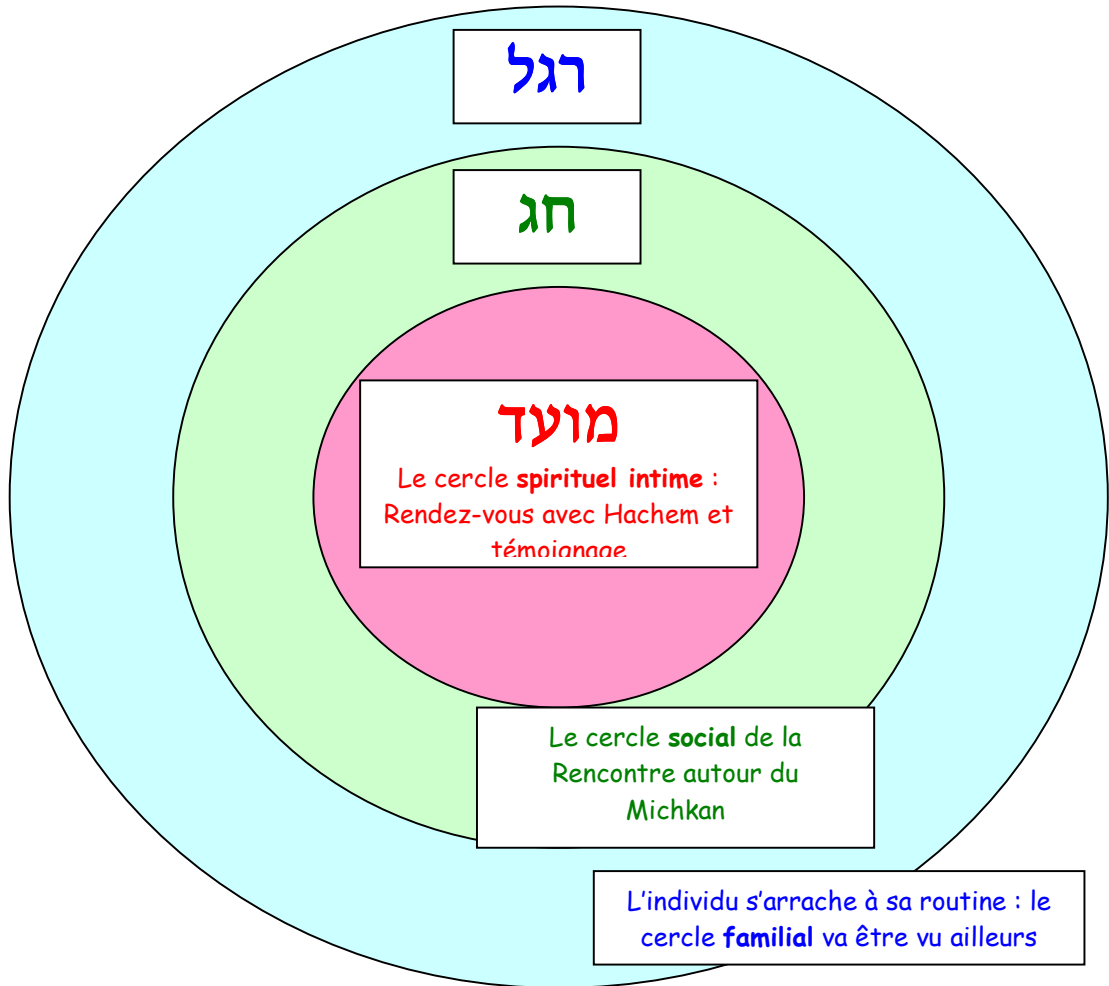 רגל
חג
מועד
Le cercle spirituel intime :
Rendez-vous avec Hachem et
témoignage
Le cercle social de la
Rencontre autour du
Michkan
L'individu s'arrache à sa routine : le
cercle familial va être vu ailleurs